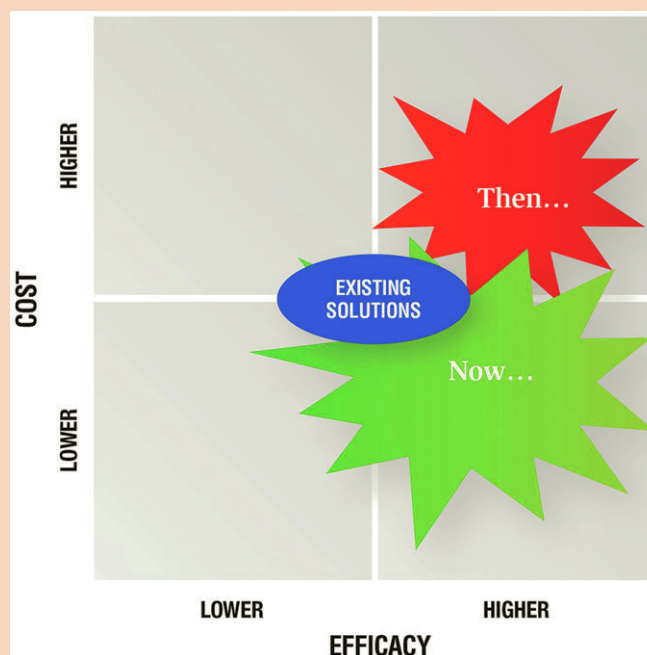 HIGHER
Then...
EXISTING
SOLUTIONS
COST
Now...
LOWER
LOWER
HIGHER
EFFICACY